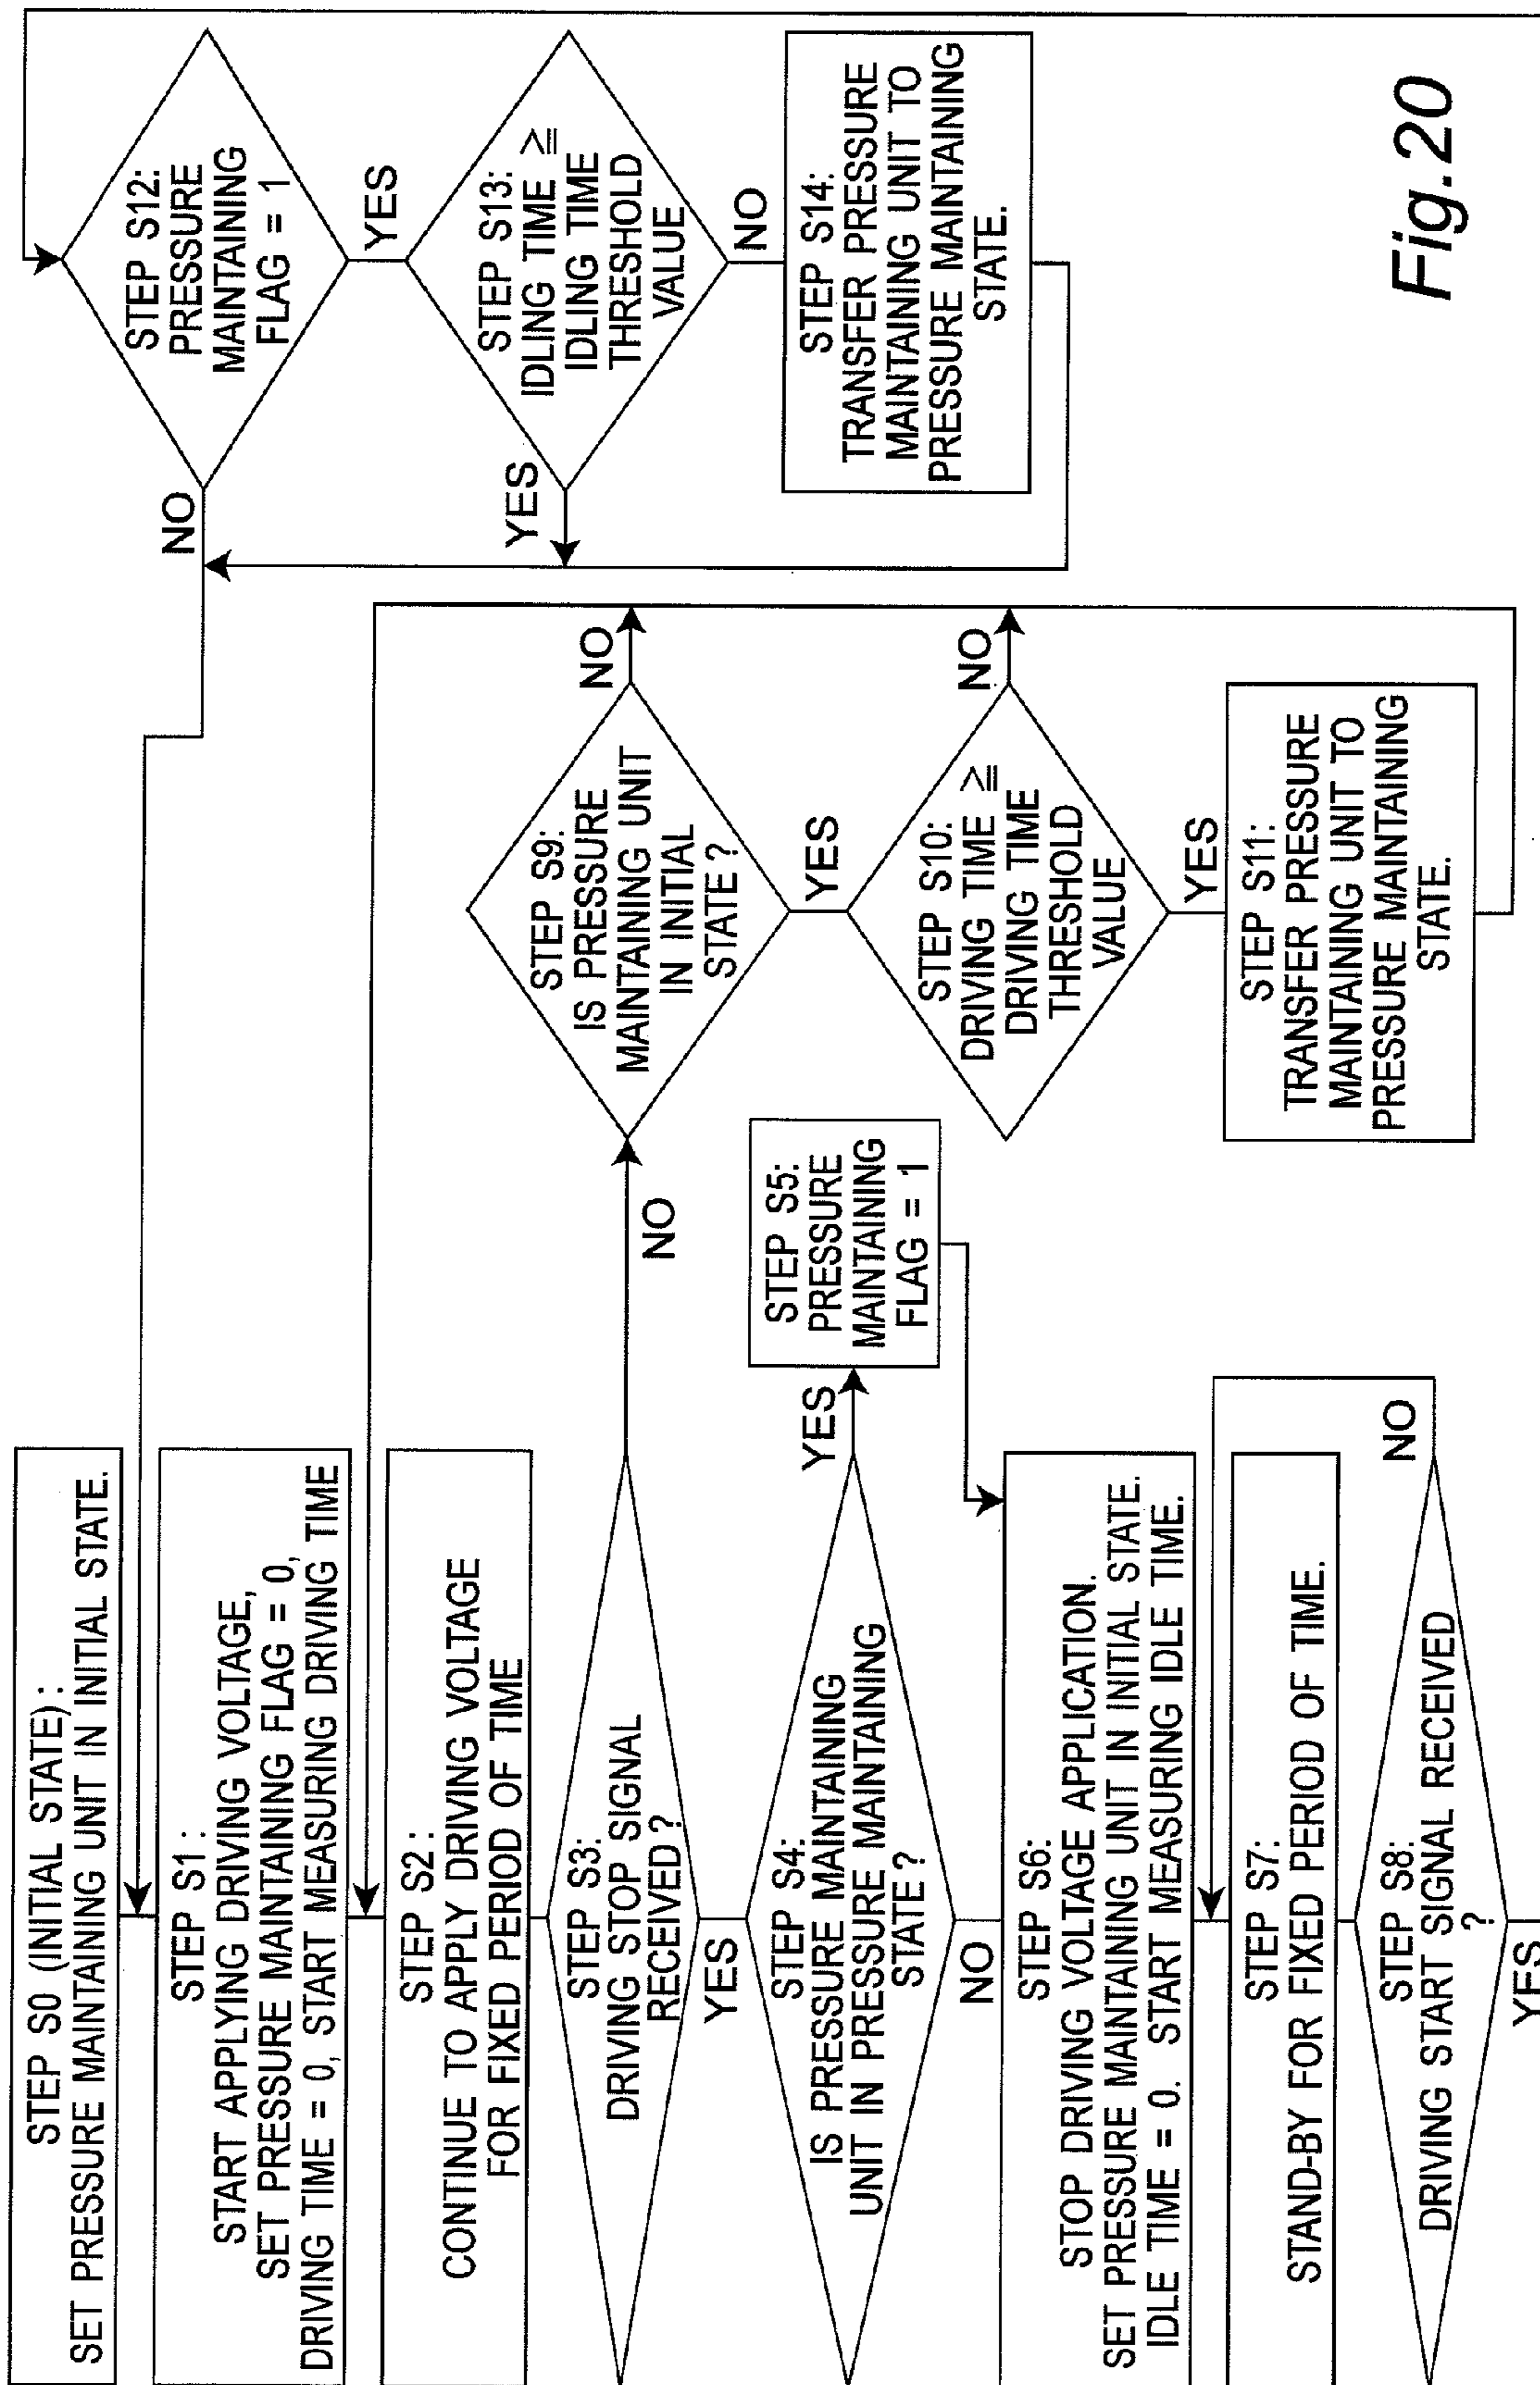 STEP S0 (INITIAL STATE) :
SET PRESSURE MAINTAINING UNIT IN INITIAL STATE.
STEP S1 :
START APPLYING DRIVING VOLTAGE,
SET PRESSURE MAINTAINING FLAG = 0,
DRIVING TIME = 0, START MEASURING DRIVING TIME
STEP S2 :
CONTINUE TO APPLY DRIVING VOLTAGE
FOR FIXED PERIOD OF TIME
STEP S3:
DRIVING STOP SIGNAL
RECEIVED ?
NO
YES
STEP S4:
IS PRESSURE MAINTAINING
UNIT IN PRESSURE MAINTAINING
STATE ?
YES
NO
STEP S5:
PRESSURE
MAINTAINING
FLAG = 1
STEP S6:
STOP DRIVING VOLTAGE APPLICATION.
SET PRESSURE MAINTAINING UNIT IN INITIAL STATE.
IDLE TIME = 0. START MEASURING IDLE TIME.
STEP S7:
STAND-BY FOR FIXED PERIOD OF TIME.
STEP S8:
DRIVING START SIGNAL RECEIVED
?
NO
YES
STEP S9:
IS PRESSURE
MAINTAINING UNIT
IN INITIAL
STATE ?
NO
YES
STEP S10:
DRIVING TIME ≧
DRIVING TIME
THRESHOLD
VALUE
NO
YES
STEP S11:
TRANSFER PRESSURE
MAINTAINING UNIT TO
PRESSURE MAINTAINING
STATE.
STEP S12:
PRESSURE
MAINTAINING
FLAG = 1
NO
YES
STEP S13:
IDLING TIME ≧
IDLING TIME
THRESHOLD
VALUE
YES
NO
STEP S14:
TRANSFER PRESSURE
MAINTAINING UNIT TO
PRESSURE MAINTAINING
STATE.
Fig.20